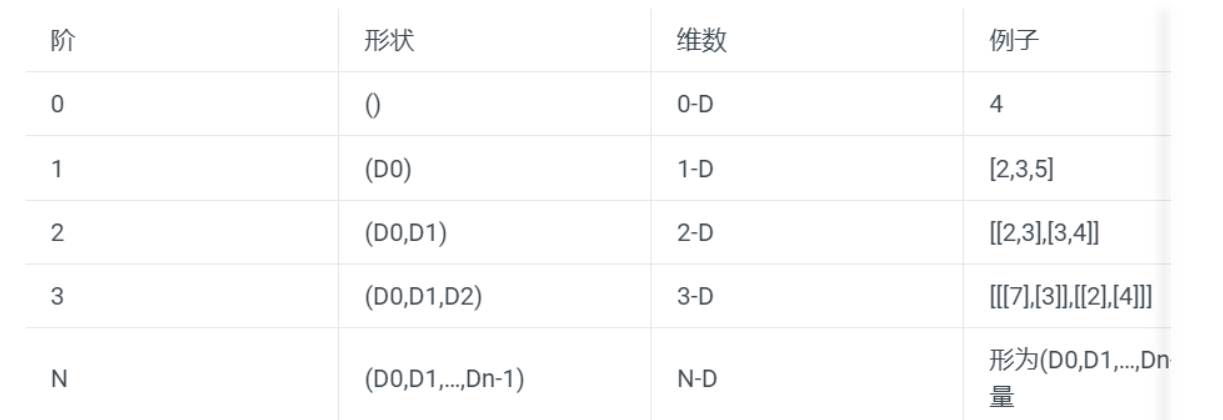 阶 形状 维数 例子
0 () 0-D 4
1 (D0) 1-D [2,3,5]
2 (D0,D1) 2-D [[2,3],[3,4]]
3 (D0,D1,D2) 3-D [[[7],[3]],[[2],[4]]]
N (D0,D1,...,Dn-1) N-D 形为(D0,D1,...,Dn-
量